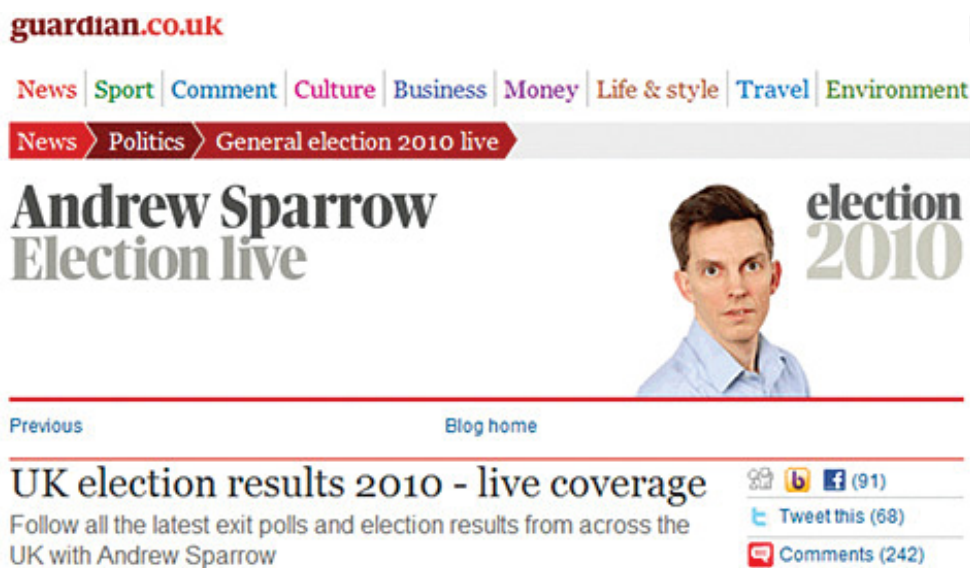 guardian.co.uk
News Sport Comment Culture Business Money Life & style Travel Environment
News Politics General election 2010 live
Andrew Sparrow
Election live
election
2010
Previous
Blog home
UK election results 2010 - live coverage
Follow all the latest exit polls and election results from across the
UK with Andrew Sparrow
b f (91)
Tweet this (68)
Comments (242)